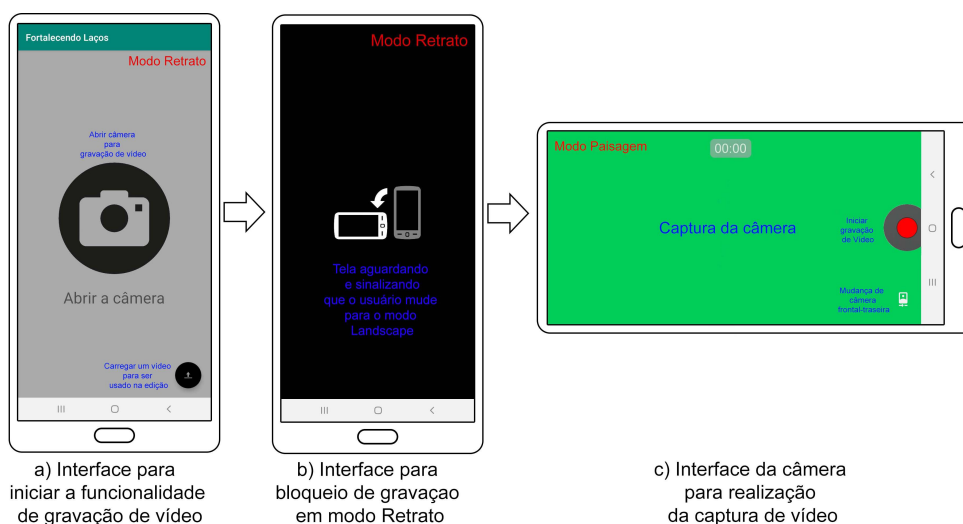 Fortalecendo Laços
Modo Retrato
Abrir câmera
para
gravação de vídeo
Abrir a câmera
Carregar um vídeo
para ser
usado na edição
a) Interface para
iniciar a funcionalidade
de gravação de vídeo
Modo Retrato
Tela aguardando
e sinalizando
que o usuário mude
para o modo
Landscape
b) Interface para
bloqueio de gravaçao
em modo Retrato
Modo Paisagem
00:00
Captura da câmera
Iniciar
gravação
de Vídeo
Mudança de
câmera
frontal-traseira
c) Interface da câmera
para realização
da captura de vídeo